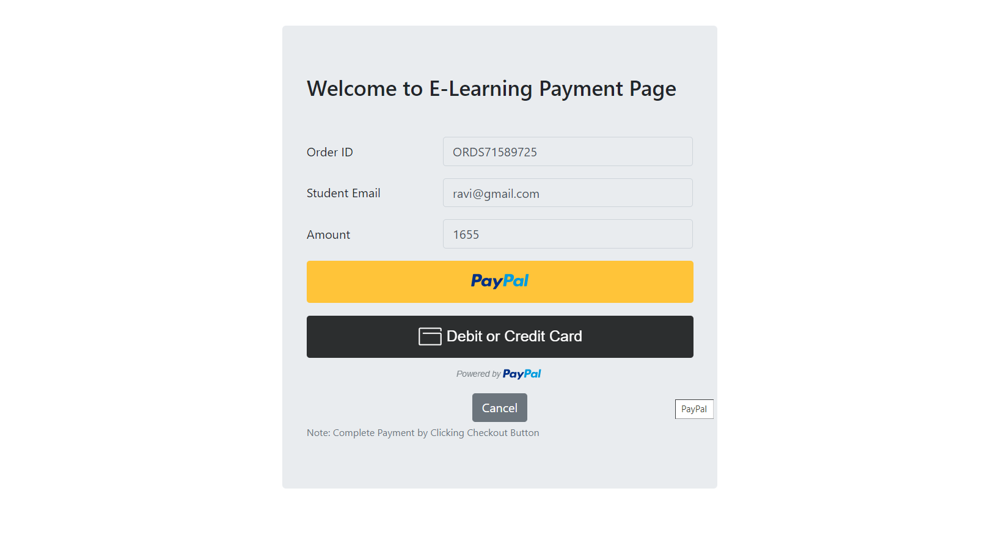 Welcome to E-Learning Payment Page
Order ID ORDS71589725
Student Email ravi@gmail.com
Amount 1655
PayPal
Debit or Credit Card
Powered by PayPal
Cancel
PayPal
Note: Complete Payment by Clicking Checkout Button